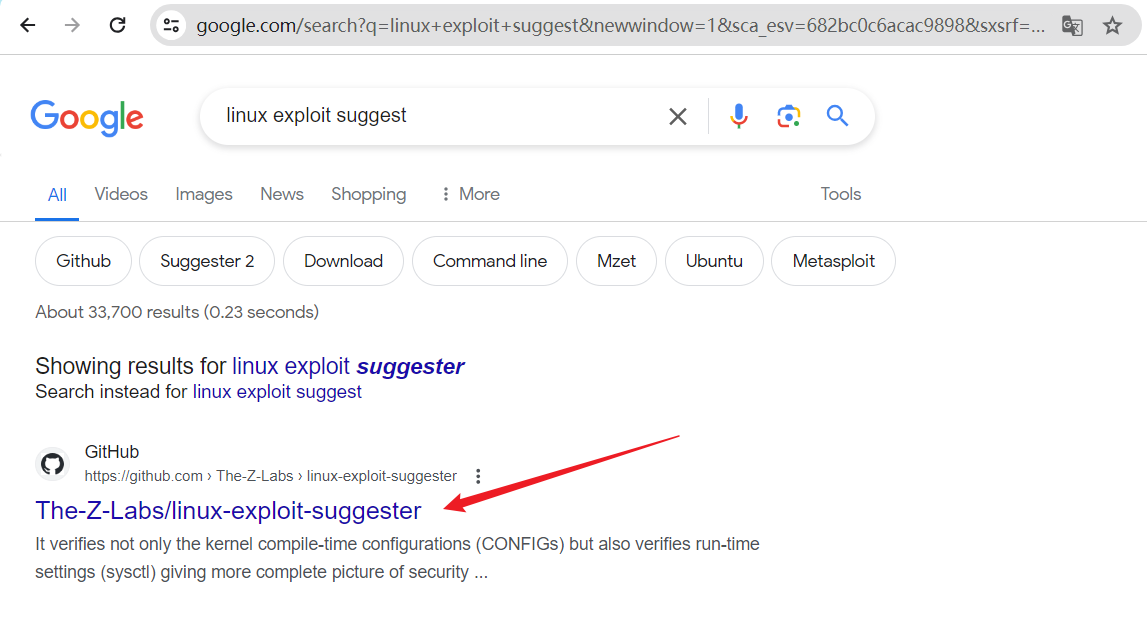 google.com/search?q=linux+exploit+suggest&newwindow=1&sca_esv=682bc0c6acac9898&sxsrf=...
Google
linux exploit suggest
All Videos Images News Shopping More Tools
Github Suggester 2 Download Command line Mzet Ubuntu Metasploit
About 33,700 results (0.23 seconds)
Showing results for linux exploit suggester
Search instead for linux exploit suggest
GitHub
https://github.com › The-Z-Labs › linux-exploit-suggester
The-Z-Labs/linux-exploit-suggester
It verifies not only the kernel compile-time configurations (CONFIGs) but also verifies run-time
settings (sysctl) giving more complete picture of security ...